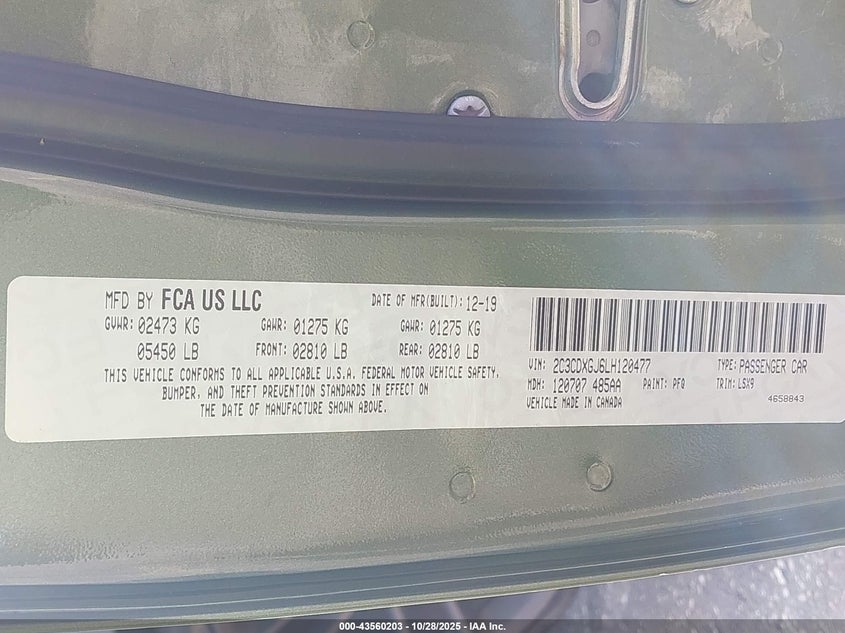 MFD BY FCA US LLC DATE OF MFR(BUILT): 12-19
GVWR: 02473 KG GAWR: 01275 KG GAWR: 01275 KG
05450 LB FRONT: 02810 LB REAR: 02810 LB
THIS VEHICLE CONFORMS TO ALL APPLICABLE U.S.A. FEDERAL MOTOR VEHICLE SAFETY,
BUMPER, AND THEFT PREVENTION STANDARDS IN EFFECT ON
THE DATE OF MANUFACTURE SHOWN ABOVE.
VIN: 2C3CDXGJ6LH120477 TYPE: PASSENGER CAR
MDH: 120707 485AA PAINT: PFQ TRIM: LSX9
VEHICLE MADE IN CANADA 4658843
000-43560203 | 10/28/2025 - IAA Inc.